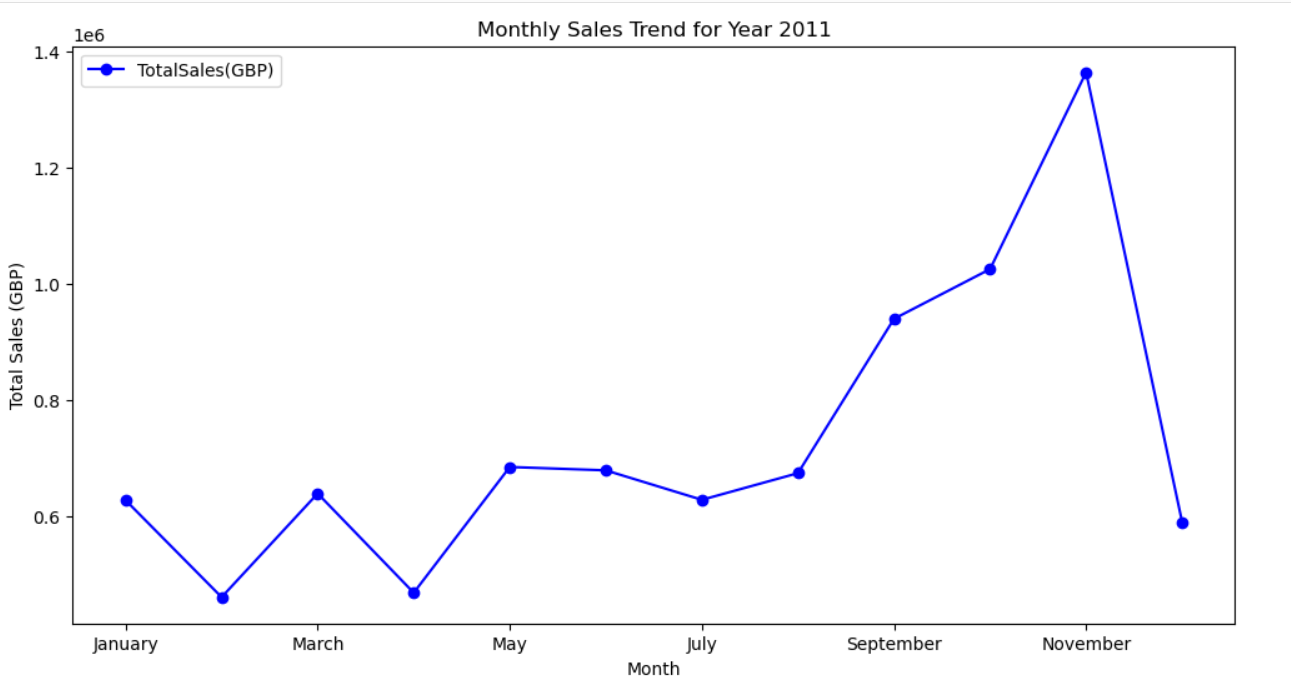 Monthly Sales Trend for Year 2011
1e6
TotalSales(GBP)
1.4
1.2
1.0
0.8
0.6
Total Sales (GBP)
January March May July September November
Month